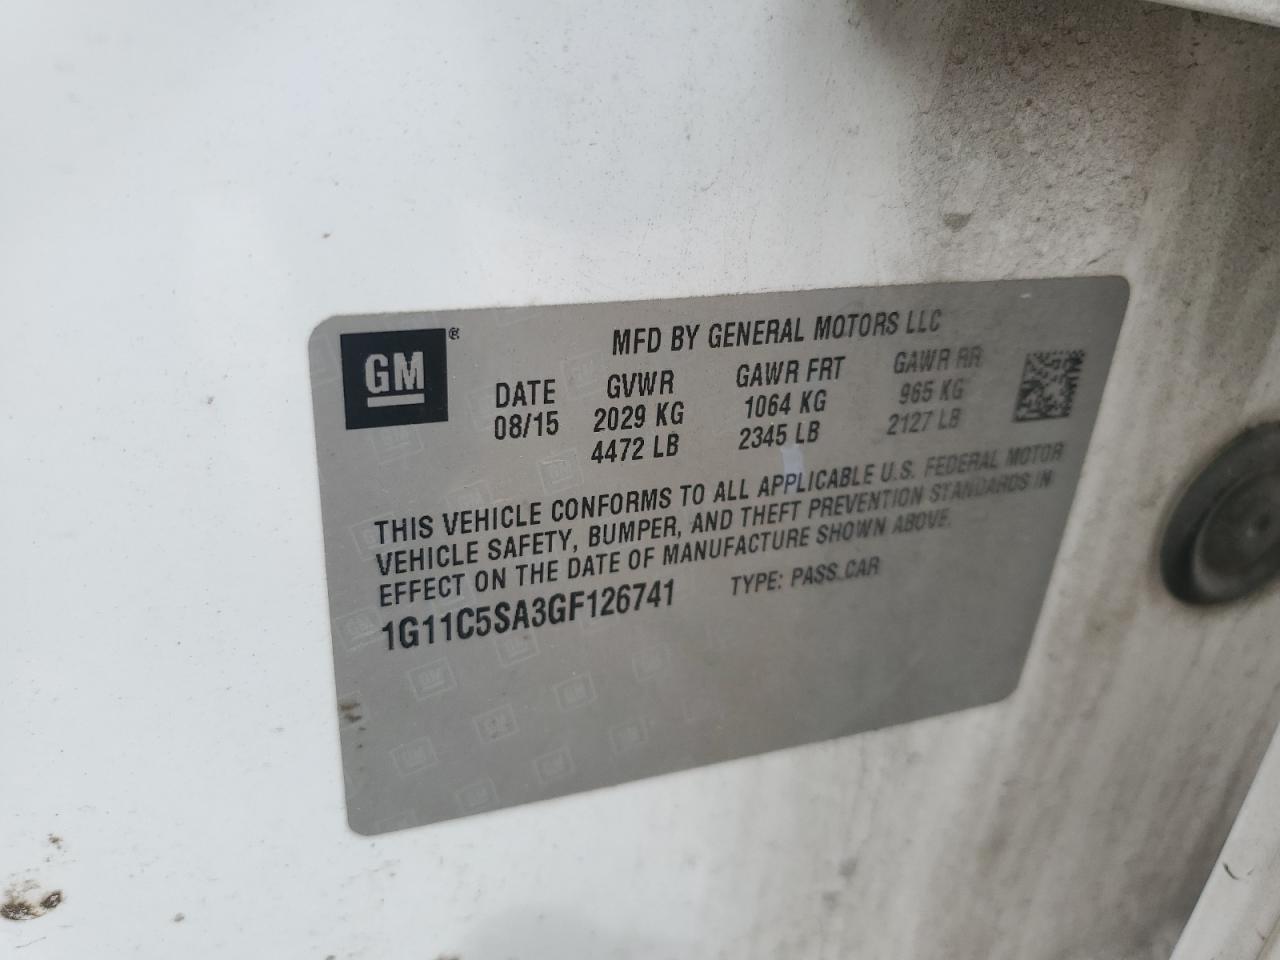 GM®
MFD BY GENERAL MOTORS LLC
DATE GVWR GAWR FRT GAWR RR
08/15 2029 KG 1064 KG 965 KG
4472 LB 2345 LB 2127 LB
THIS VEHICLE CONFORMS TO ALL APPLICABLE U.S. FEDERAL MOTOR
VEHICLE SAFETY, BUMPER, AND THEFT PREVENTION STANDARDS IN
EFFECT ON THE DATE OF MANUFACTURE SHOWN ABOVE.
1G11C5SA3GF126741 TYPE: PASS.CAR